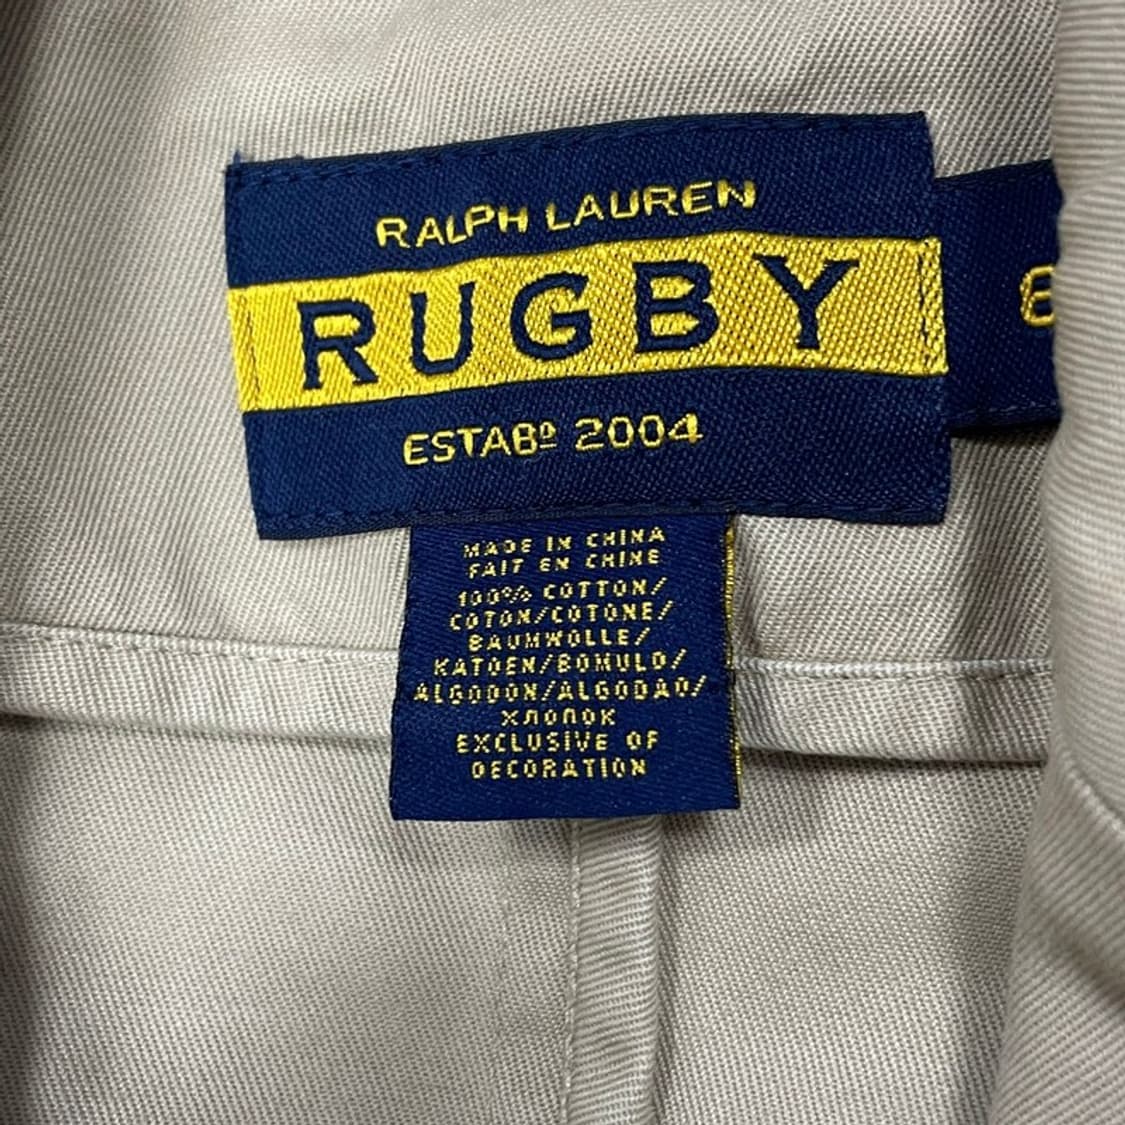 RALPH LAUREN
RUGBY
ESTABº 2004
6
MADE IN CHINA
FAIT EN CHINE
100% COTTON/
COTON/COTONE/
BAUMWOLLE/
KATOEN/BOMULD/
ALGODON/ALGODAO/
ХЛОПОК
EXCLUSIVE OF
DECORATION